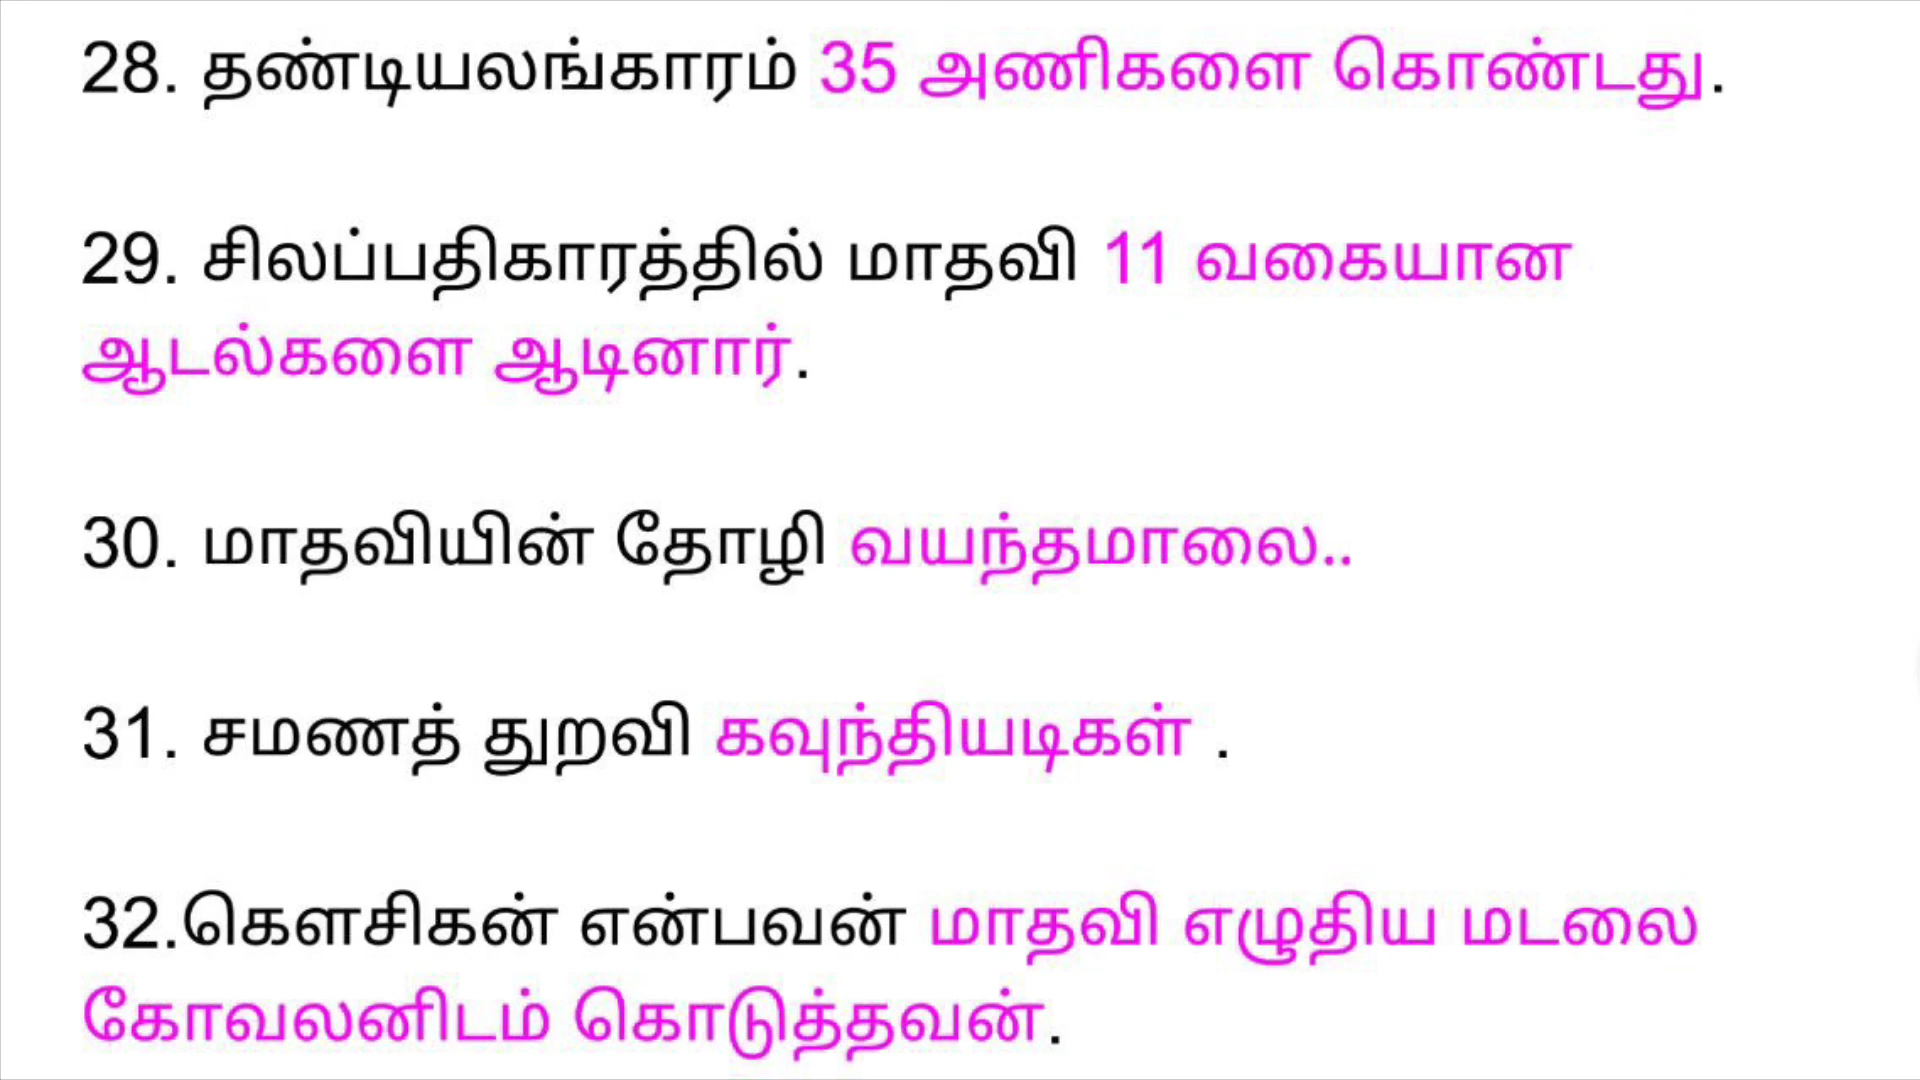 28. தண்டியலங்காரம் 35 அணிகளை கொண்டது.
29. சிலப்பதிகாரத்தில் மாதவி 11 வகையான
ஆடல்களை ஆடினார்.
30. மாதவியின் தோழி வயந்தமாலை..
31. சமணத் துறவி கவுந்தியடிகள் .
32.கௌசிகன் என்பவன் மாதவி எழுதிய மடலை
கோவலனிடம் கொடுத்தவன்.